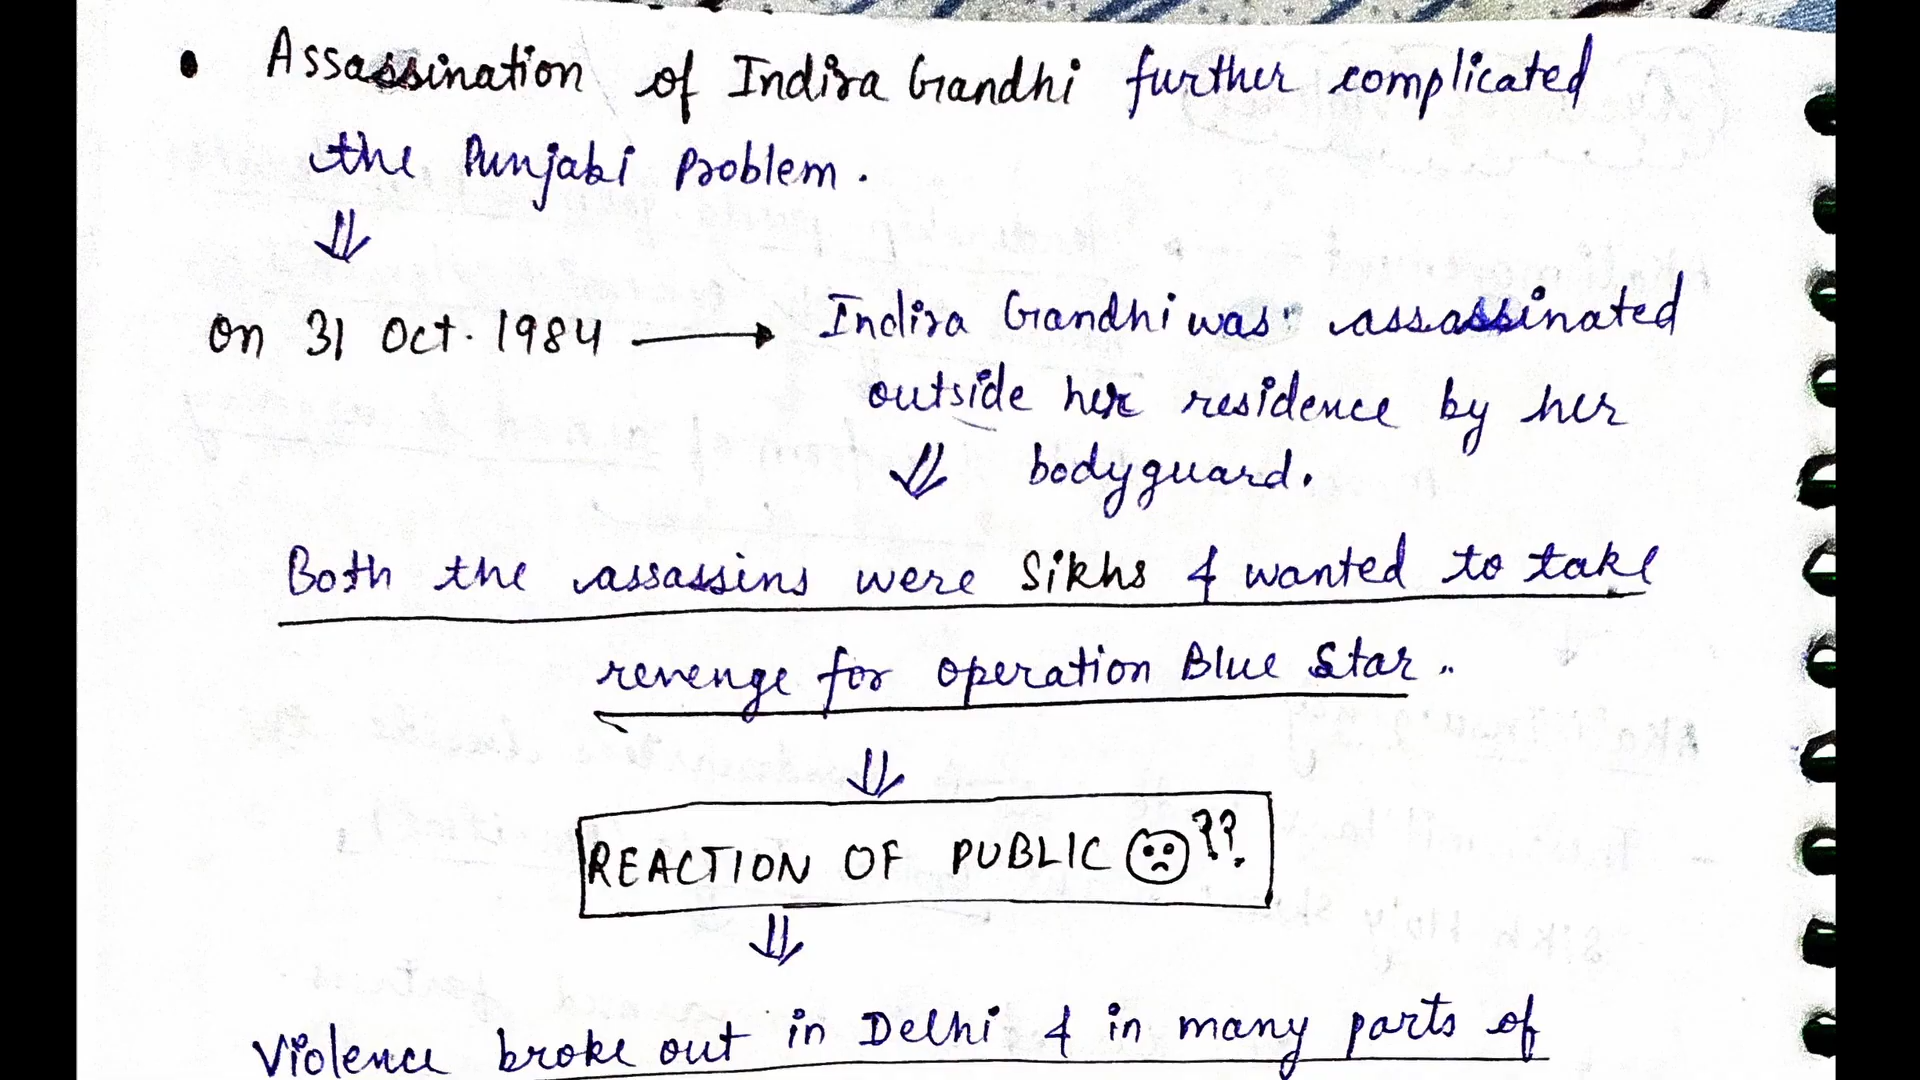 • Assassination of Indira Gandhi further complicated
the Punjabi Problem.
⇓
On 31 Oct. 1984 → Indira Gandhi was assassinated
outside her residence by her
⇓ bodyguard.
Both the assassins were Sikhs & wanted to take
revenge for operation Blue Star..
⇓
REACTION OF PUBLIC ☹??
⇓
Violence broke out in Delhi & in many parts of